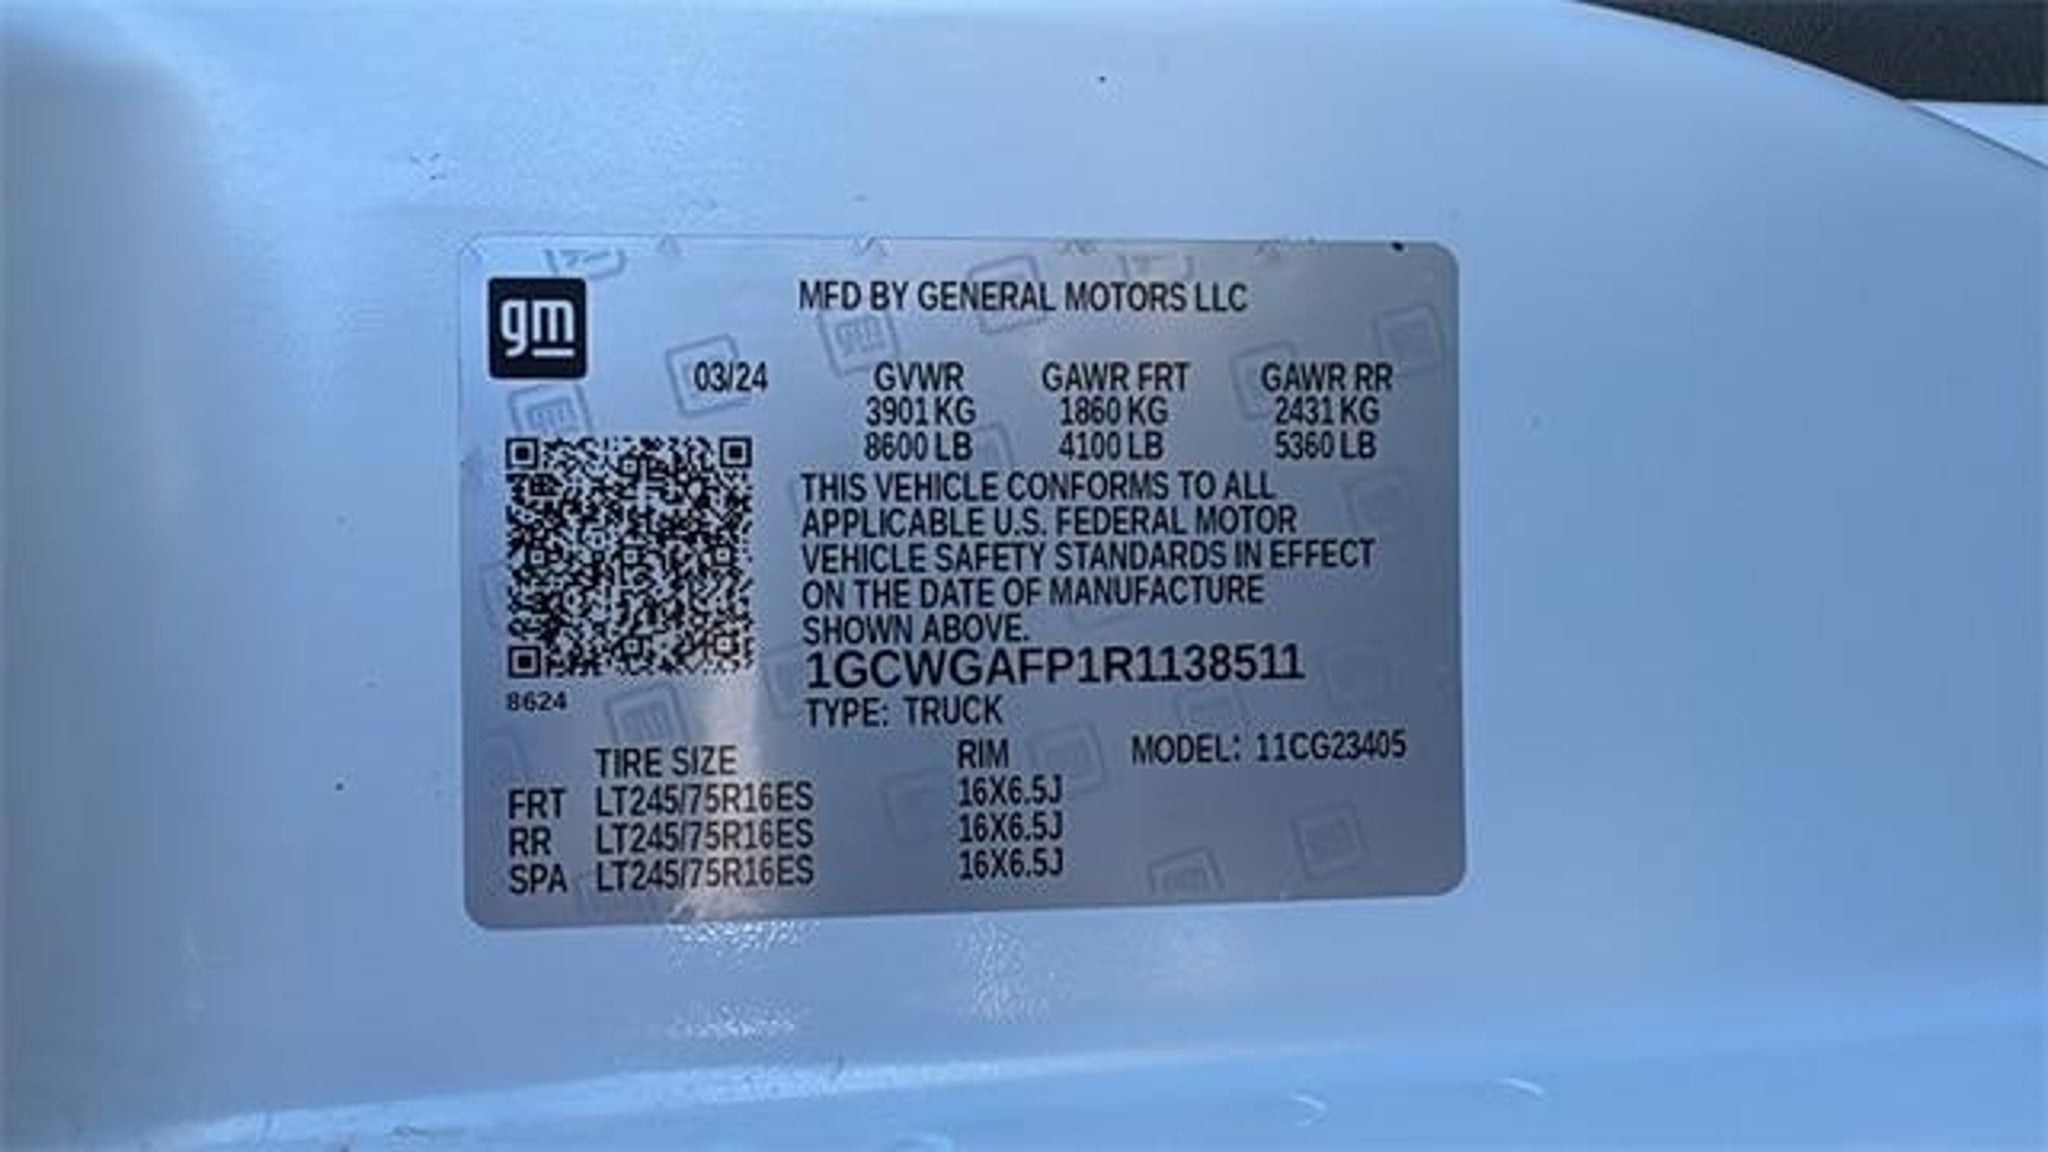 gm
MFD BY GENERAL MOTORS LLC
03/24 GVWR GAWR FRT GAWR RR
3901 KG 1860 KG 2431 KG
8600 LB 4100 LB 5360 LB
THIS VEHICLE CONFORMS TO ALL
APPLICABLE U.S. FEDERAL MOTOR
VEHICLE SAFETY STANDARDS IN EFFECT
ON THE DATE OF MANUFACTURE
SHOWN ABOVE.
1GCWGAFP1R1138511
8624
TYPE: TRUCK
TIRE SIZE RIM MODEL: 11CG23405
FRT LT245/75R16ES 16X6.5J
RR LT245/75R16ES 16X6.5J
SPA LT245/75R16ES 16X6.5J